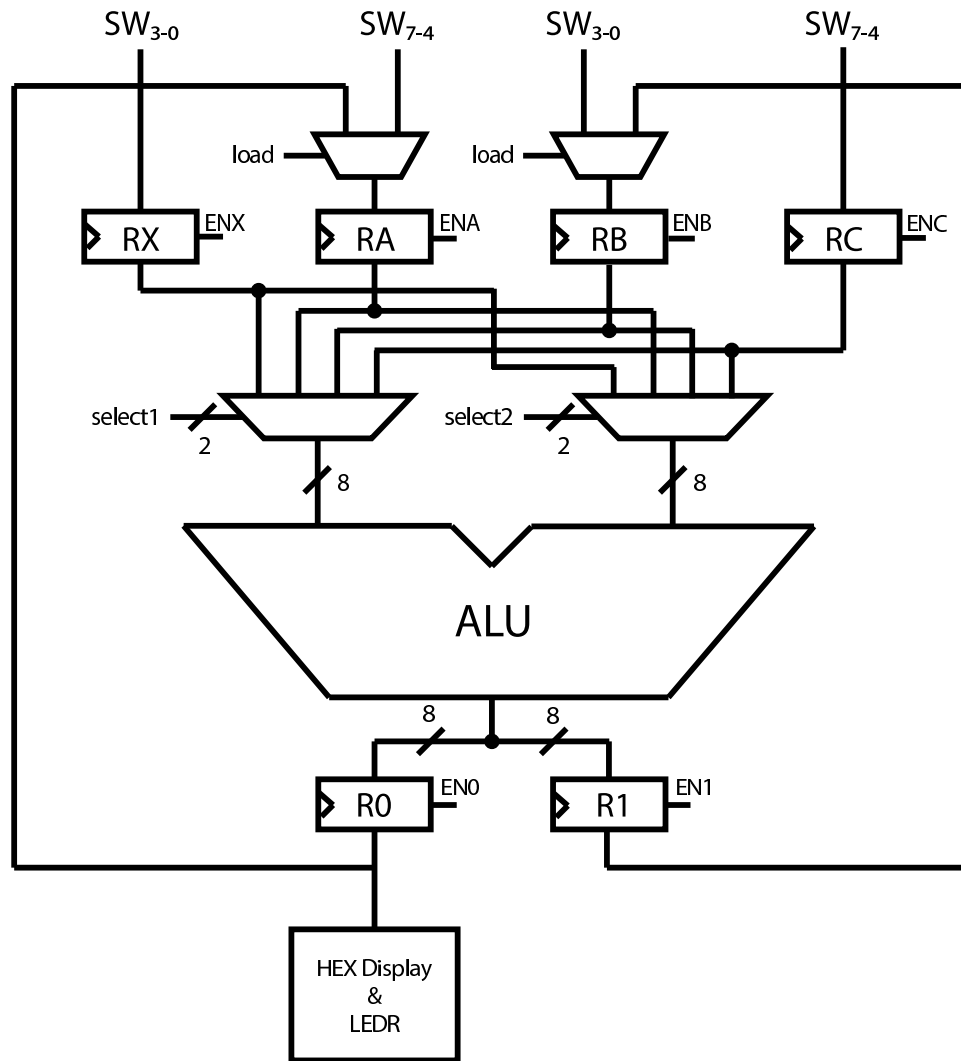 SW3-0
SW7-4
SW3-0
SW7-4
load
load
RX
ENX
RA
ENA
RB
ENB
RC
ENC
select1
2
select2
2
8
8
ALU
8
8
R0
EN0
R1
EN1
HEX Display
&
LEDR